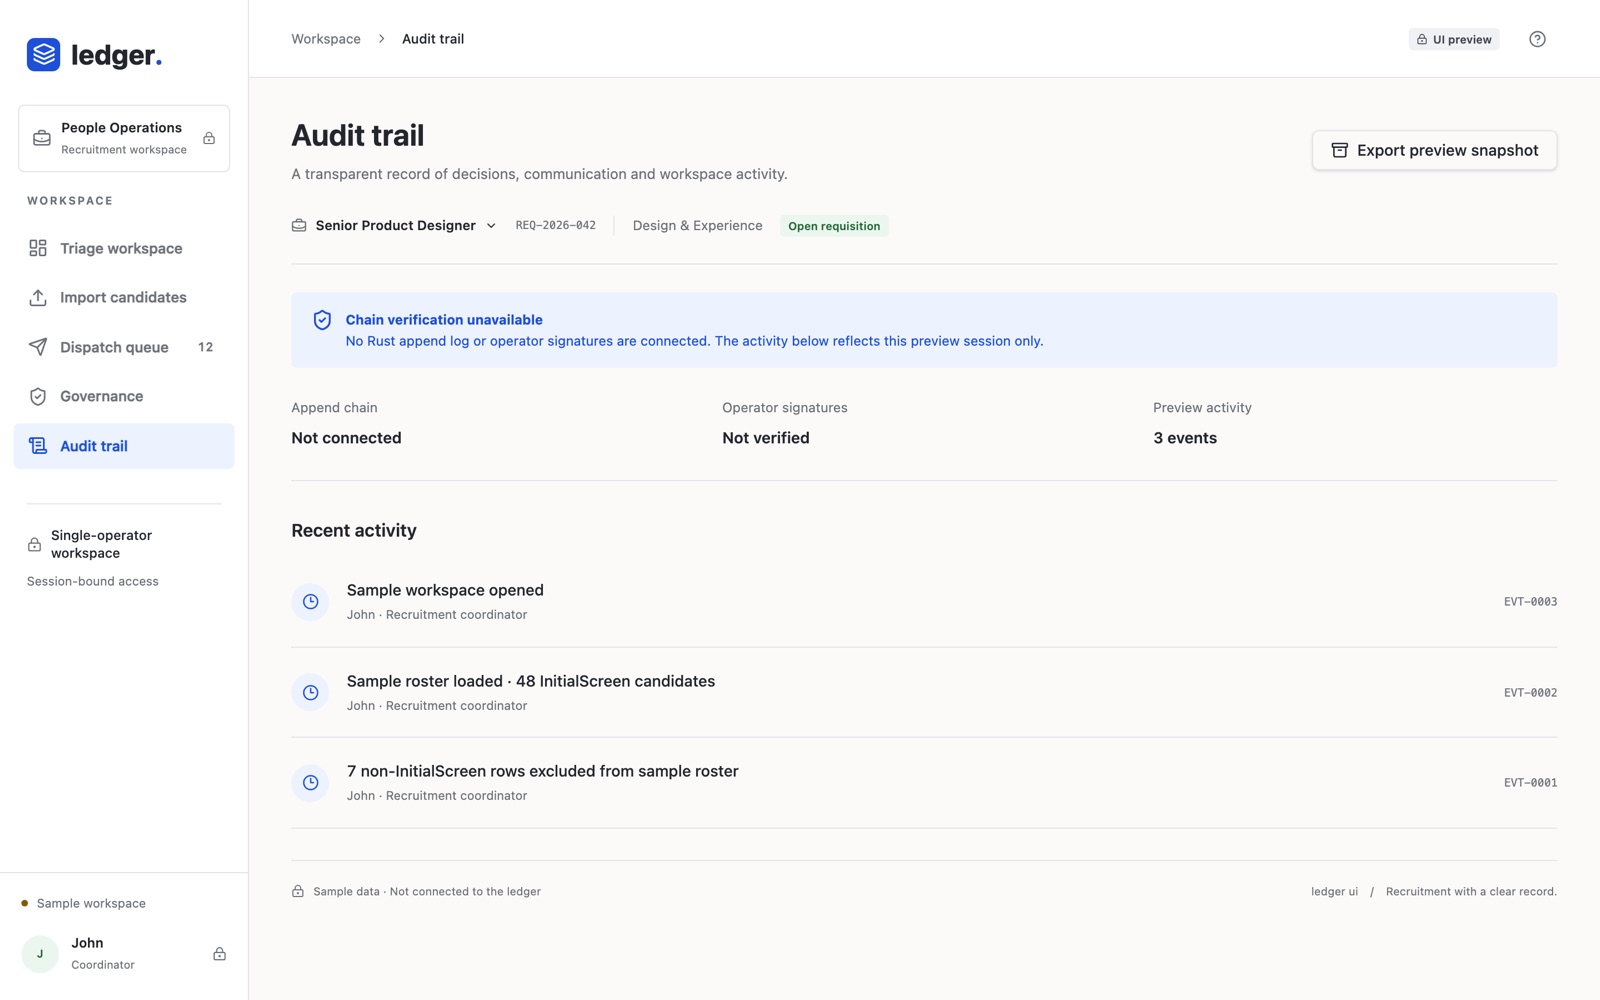 ledger.
People Operations
Recruitment workspace
WORKSPACE
Triage workspace
Import candidates
Dispatch queue 12
Governance
Audit trail
Single-operator
workspace
Session-bound access
Sample workspace
J
John
Coordinator
Workspace > Audit trail
UI preview
Audit trail
A transparent record of decisions, communication and workspace activity.
Export preview snapshot
Senior Product Designer REQ-2026-042 Design & Experience Open requisition
Chain verification unavailable
No Rust append log or operator signatures are connected. The activity below reflects this preview session only.
Append chain
Not connected
Operator signatures
Not verified
Preview activity
3 events
Recent activity
Sample workspace opened
John · Recruitment coordinator
EVT-0003
Sample roster loaded · 48 InitialScreen candidates
John · Recruitment coordinator
EVT-0002
7 non-InitialScreen rows excluded from sample roster
John · Recruitment coordinator
EVT-0001
Sample data · Not connected to the ledger
ledger ui / Recruitment with a clear record.